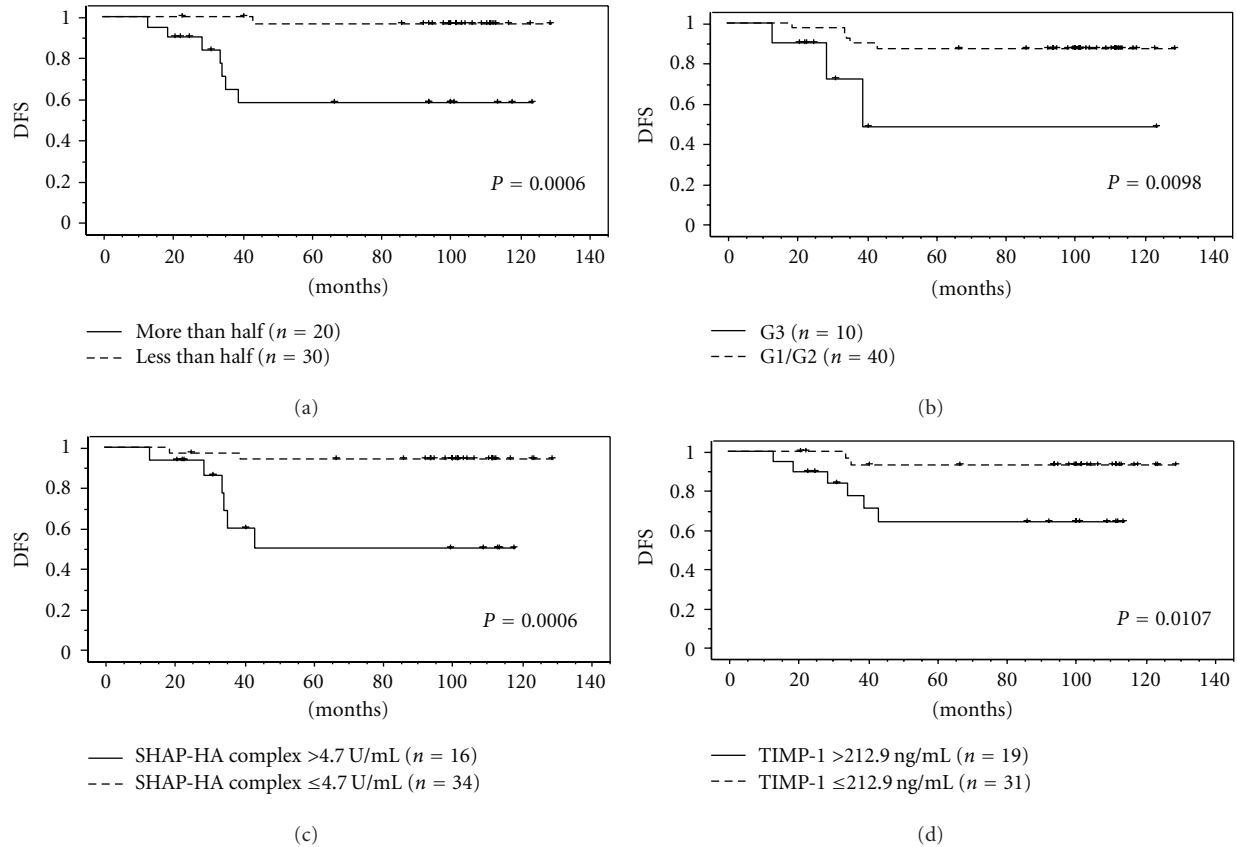 1
0.8
0.6
0.4
0.2
0
DFS
P = 0.0006
0 20 40 60 80 100 120 140
(months)
More than half (n = 20)
Less than half (n = 30)
(a)
1
0.8
0.6
0.4
0.2
0
DFS
P = 0.0098
0 20 40 60 80 100 120 140
(months)
G3 (n = 10)
G1/G2 (n = 40)
(b)
1
0.8
0.6
0.4
0.2
0
DFS
P = 0.0006
0 20 40 60 80 100 120 140
(months)
SHAP-HA complex >4.7 U/mL (n = 16)
SHAP-HA complex ≤4.7 U/mL (n = 34)
(c)
1
0.8
0.6
0.4
0.2
0
DFS
P = 0.0107
0 20 40 60 80 100 120 140
(months)
TIMP-1 >212.9 ng/mL (n = 19)
TIMP-1 ≤212.9 ng/mL (n = 31)
(d)